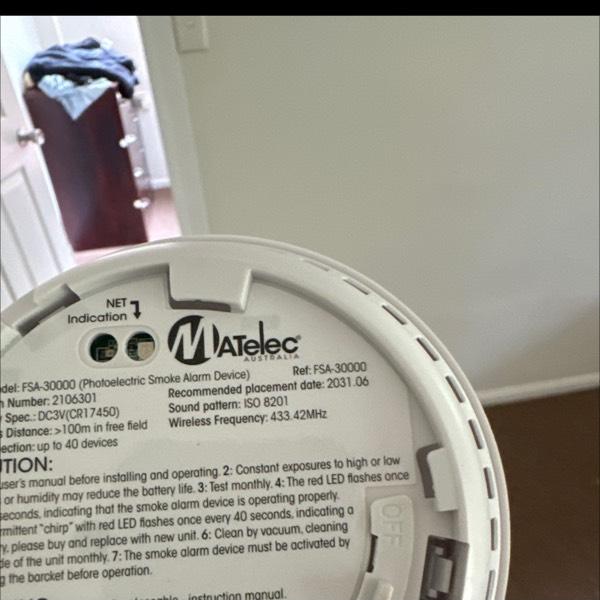 NET
Indication
MATelec®
AUSTRALIA
del: FSA-30000 (Photoelectric Smoke Alarm Device) Ref: FSA-30000
h Number: 2106301 Recommended placement date: 2031.06
y Spec.: DC3V(CR17450) Sound pattern: ISO 8201
s Distance: >100m in free field Wireless Frequency: 433.42MHz
ection: up to 40 devices
UTION:
user's manual before installing and operating. 2: Constant exposures to high or low
s or humidity may reduce the battery life. 3: Test monthly. 4: The red LED flashes once
seconds, indicating that the smoke alarm device is operating properly.
rmittent "chirp" with red LED flashes once every 40 seconds, indicating a
ry, please buy and replace with new unit. 6: Clean by vacuum, cleaning
de of the unit monthly. 7: The smoke alarm device must be activated by
g the barcket before operation.
instruction manual.
OFF